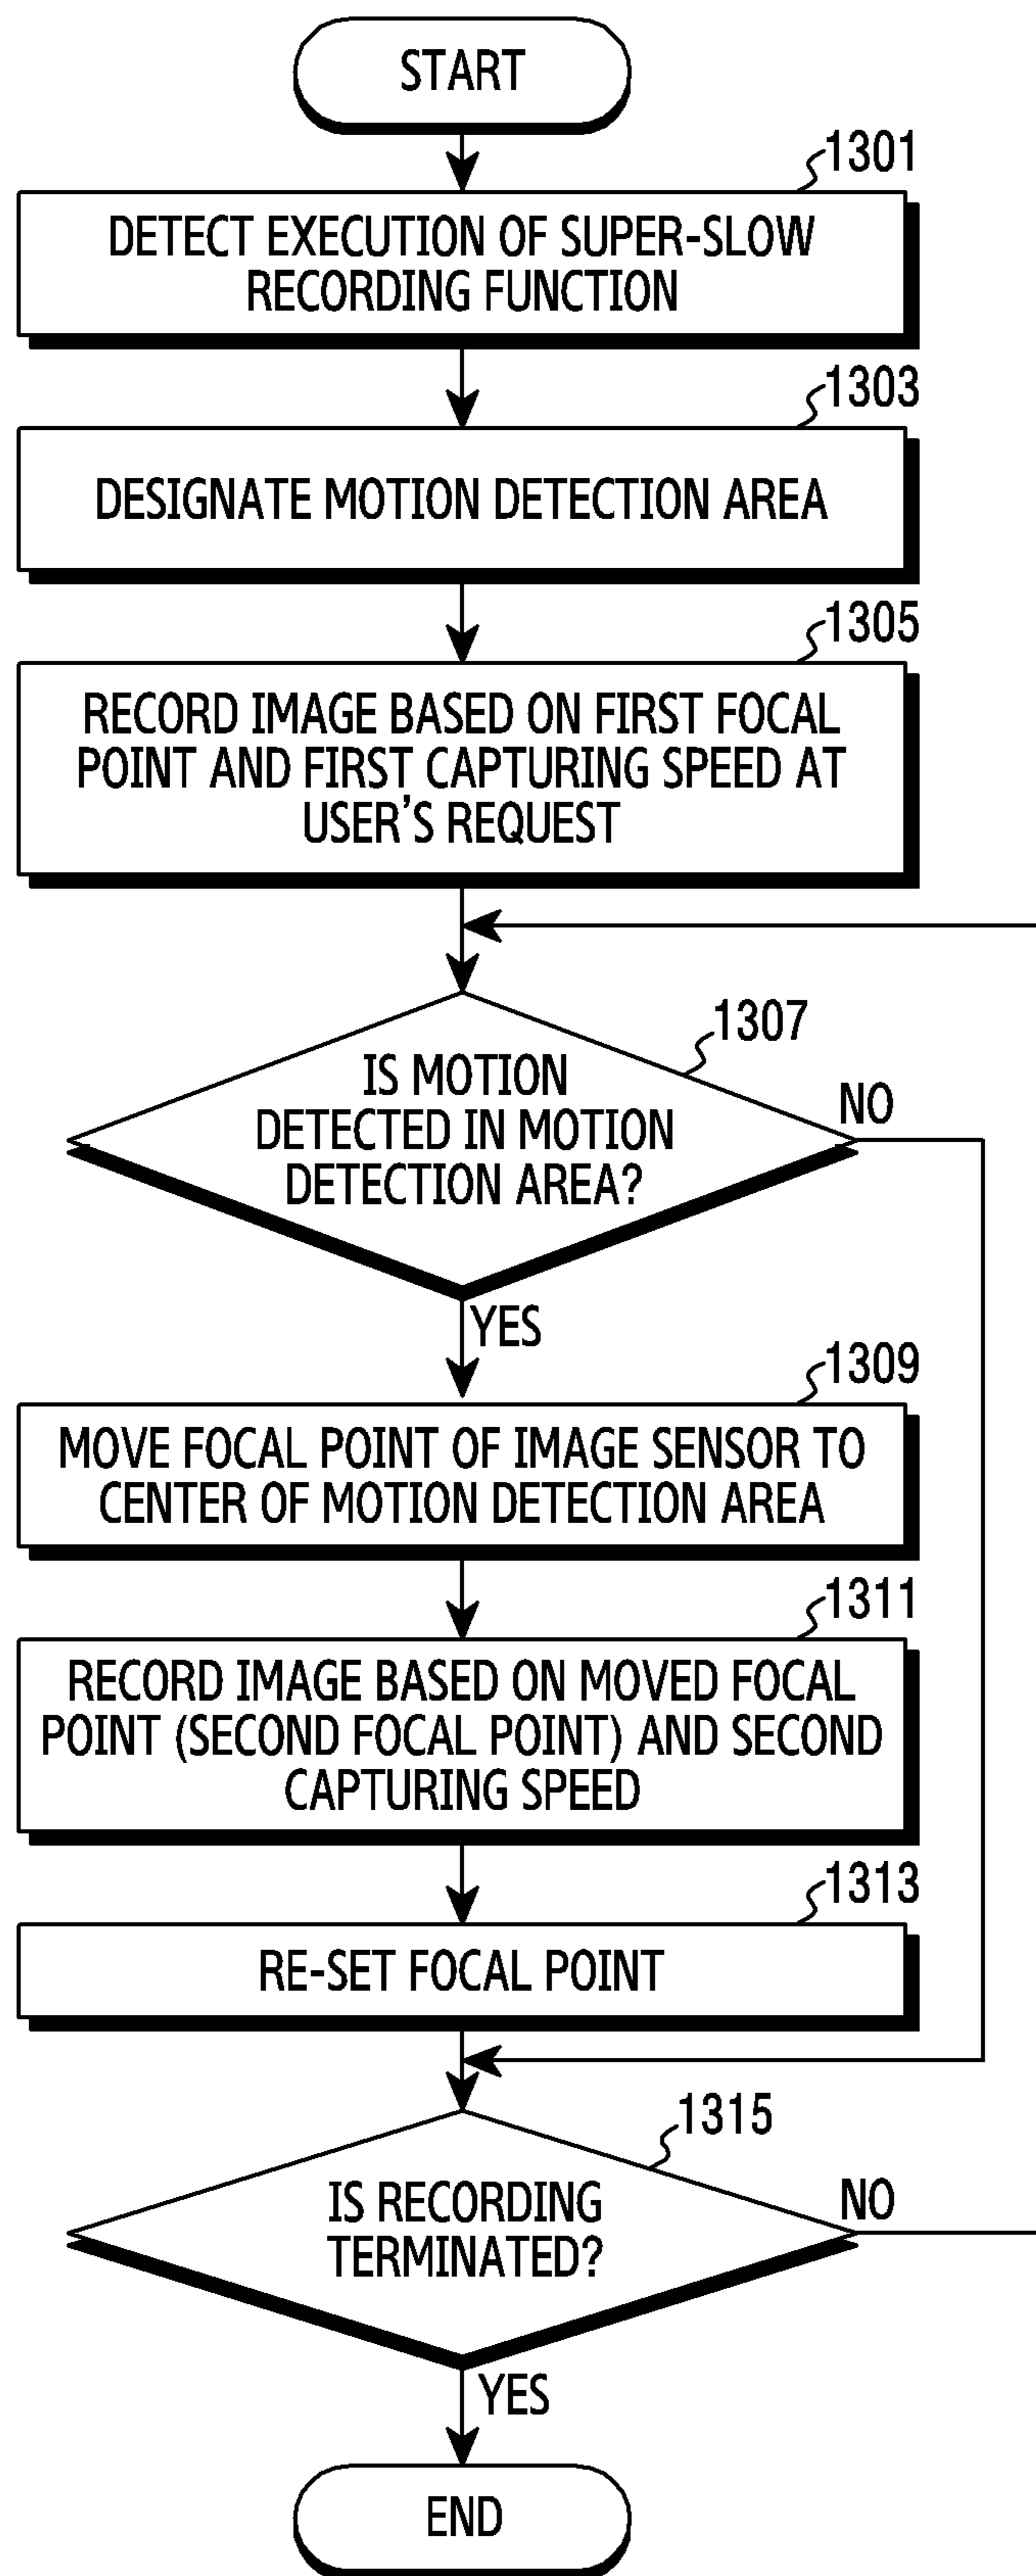 START
1301
DETECT EXECUTION OF SUPER-SLOW
RECORDING FUNCTION
1303
DESIGNATE MOTION DETECTION AREA
1305
RECORD IMAGE BASED ON FIRST FOCAL
POINT AND FIRST CAPTURING SPEED AT
USER'S REQUEST
1307
IS MOTION
DETECTED IN MOTION
DETECTION AREA?
NO
YES
1309
MOVE FOCAL POINT OF IMAGE SENSOR TO
CENTER OF MOTION DETECTION AREA
1311
RECORD IMAGE BASED ON MOVED FOCAL
POINT (SECOND FOCAL POINT) AND SECOND
CAPTURING SPEED
1313
RE-SET FOCAL POINT
1315
IS RECORDING
TERMINATED?
NO
YES
END